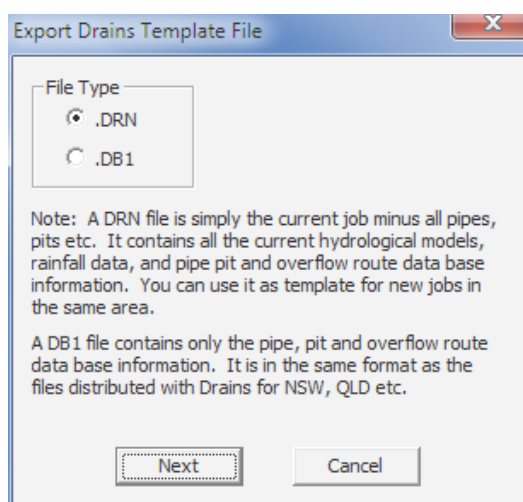 Export Drains Template File
X
File Type
.DRN
.DB1
Note: A DRN file is simply the current job minus all pipes,
pits etc. It contains all the current hydrological models,
rainfall data, and pipe pit and overflow route data base
information. You can use it as template for new jobs in
the same area.
A DB1 file contains only the pipe, pit and overflow route
data base information. It is in the same format as the
files distributed with Drains for NSW, QLD etc.
Next Cancel